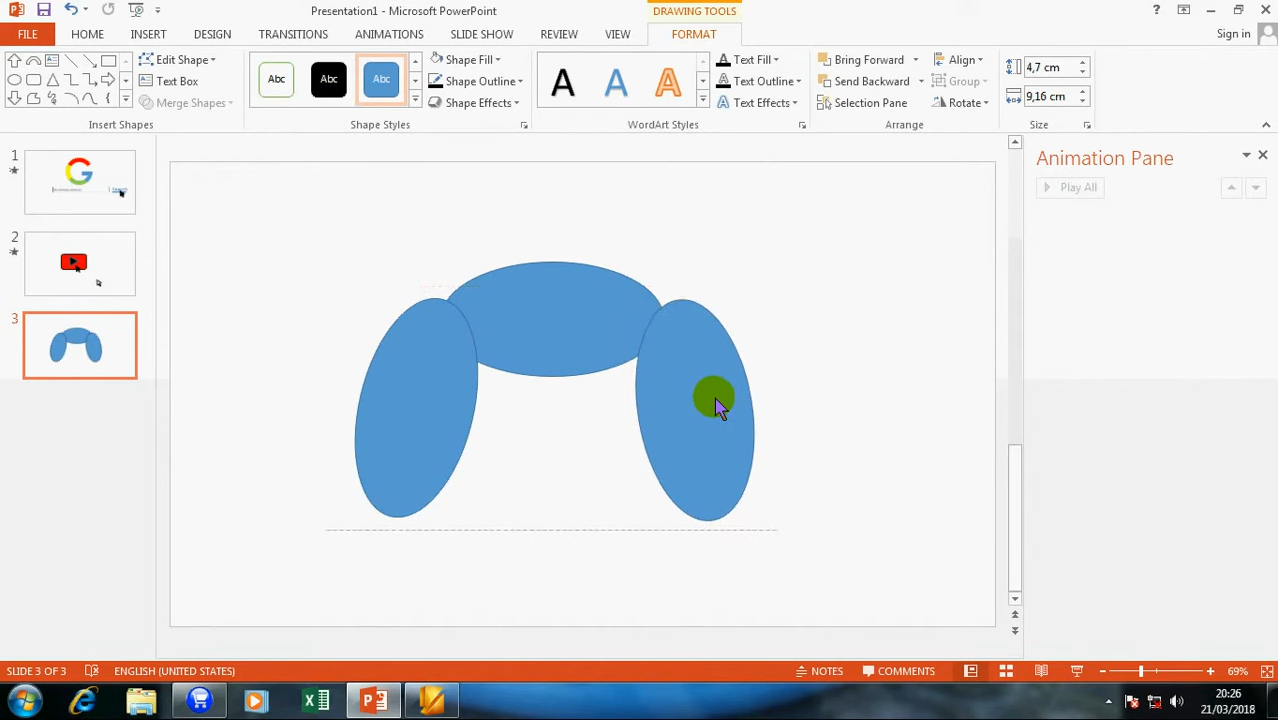 Presentation1 - Microsoft PowerPoint
DRAWING TOOLS
?
FILE HOME INSERT DESIGN TRANSITIONS ANIMATIONS SLIDE SHOW REVIEW VIEW FORMAT Sign in
Edit Shape
Text Box
Merge Shapes
Insert Shapes
Abc Abc Abc
Shape Fill
Shape Outline
Shape Effects
Shape Styles
A A A
Text Fill
Text Outline
Text Effects
WordArt Styles
Bring Forward
Send Backward
Selection Pane
Align
Group
Rotate
Arrange
4,7 cm
9,16 cm
Size
1
2
3
Animation Pane
Play All
SLIDE 3 OF 3 ENGLISH (UNITED STATES) NOTES COMMENTS 69%
20:26
21/03/2018